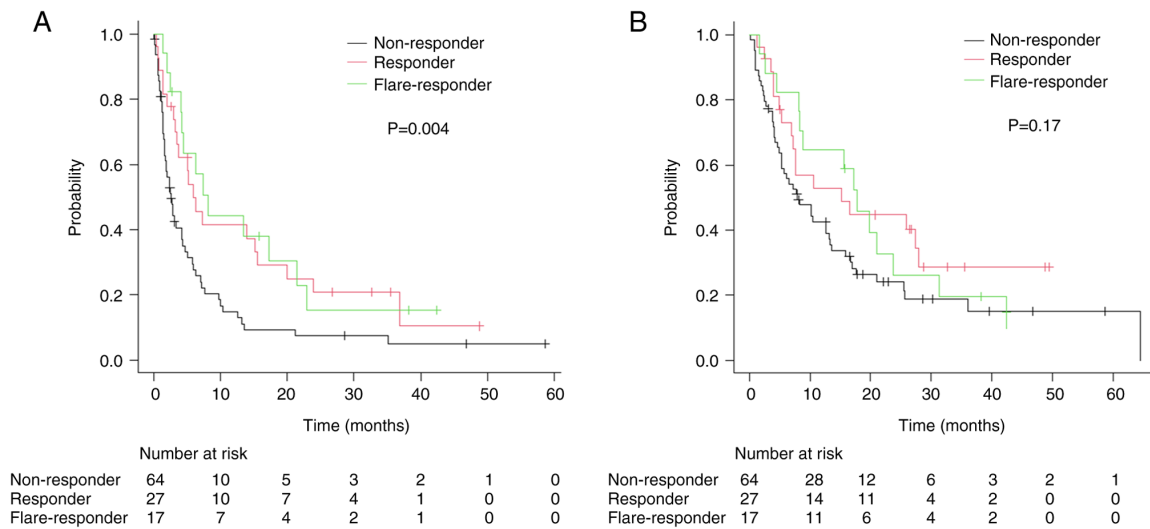 A
Non-responder
Responder
Flare-responder
P=0.004
1.0
0.8
0.6
0.4
0.2
0.0
Probability
0 10 20 30 40 50 60
Time (months)
Number at risk
Non-responder 64 10 5 3 2 1 0
Responder 27 10 7 4 1 0 0
Flare-responder 17 7 4 2 1 0 0
B
Non-responder
Responder
Flare-responder
P=0.17
1.0
0.8
0.6
0.4
0.2
0.0
Probability
0 10 20 30 40 50 60
Time (months)
Number at risk
Non-responder 64 28 12 6 3 2 1
Responder 27 14 11 4 2 0 0
Flare-responder 17 11 6 4 2 0 0